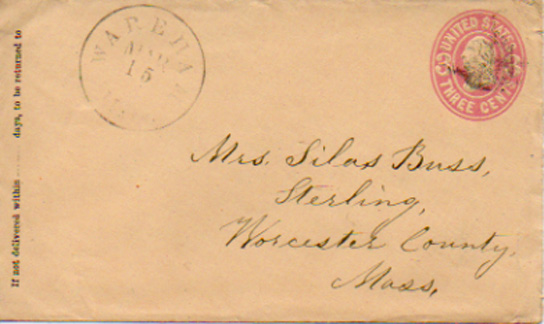 If not delivered within ...... days, to be returned to
WAREHAM
MAR
15
UNITED STATES
THREE CENTS
Mrs. Silas Buss,
Sterling,
Worcester County,
Mass,